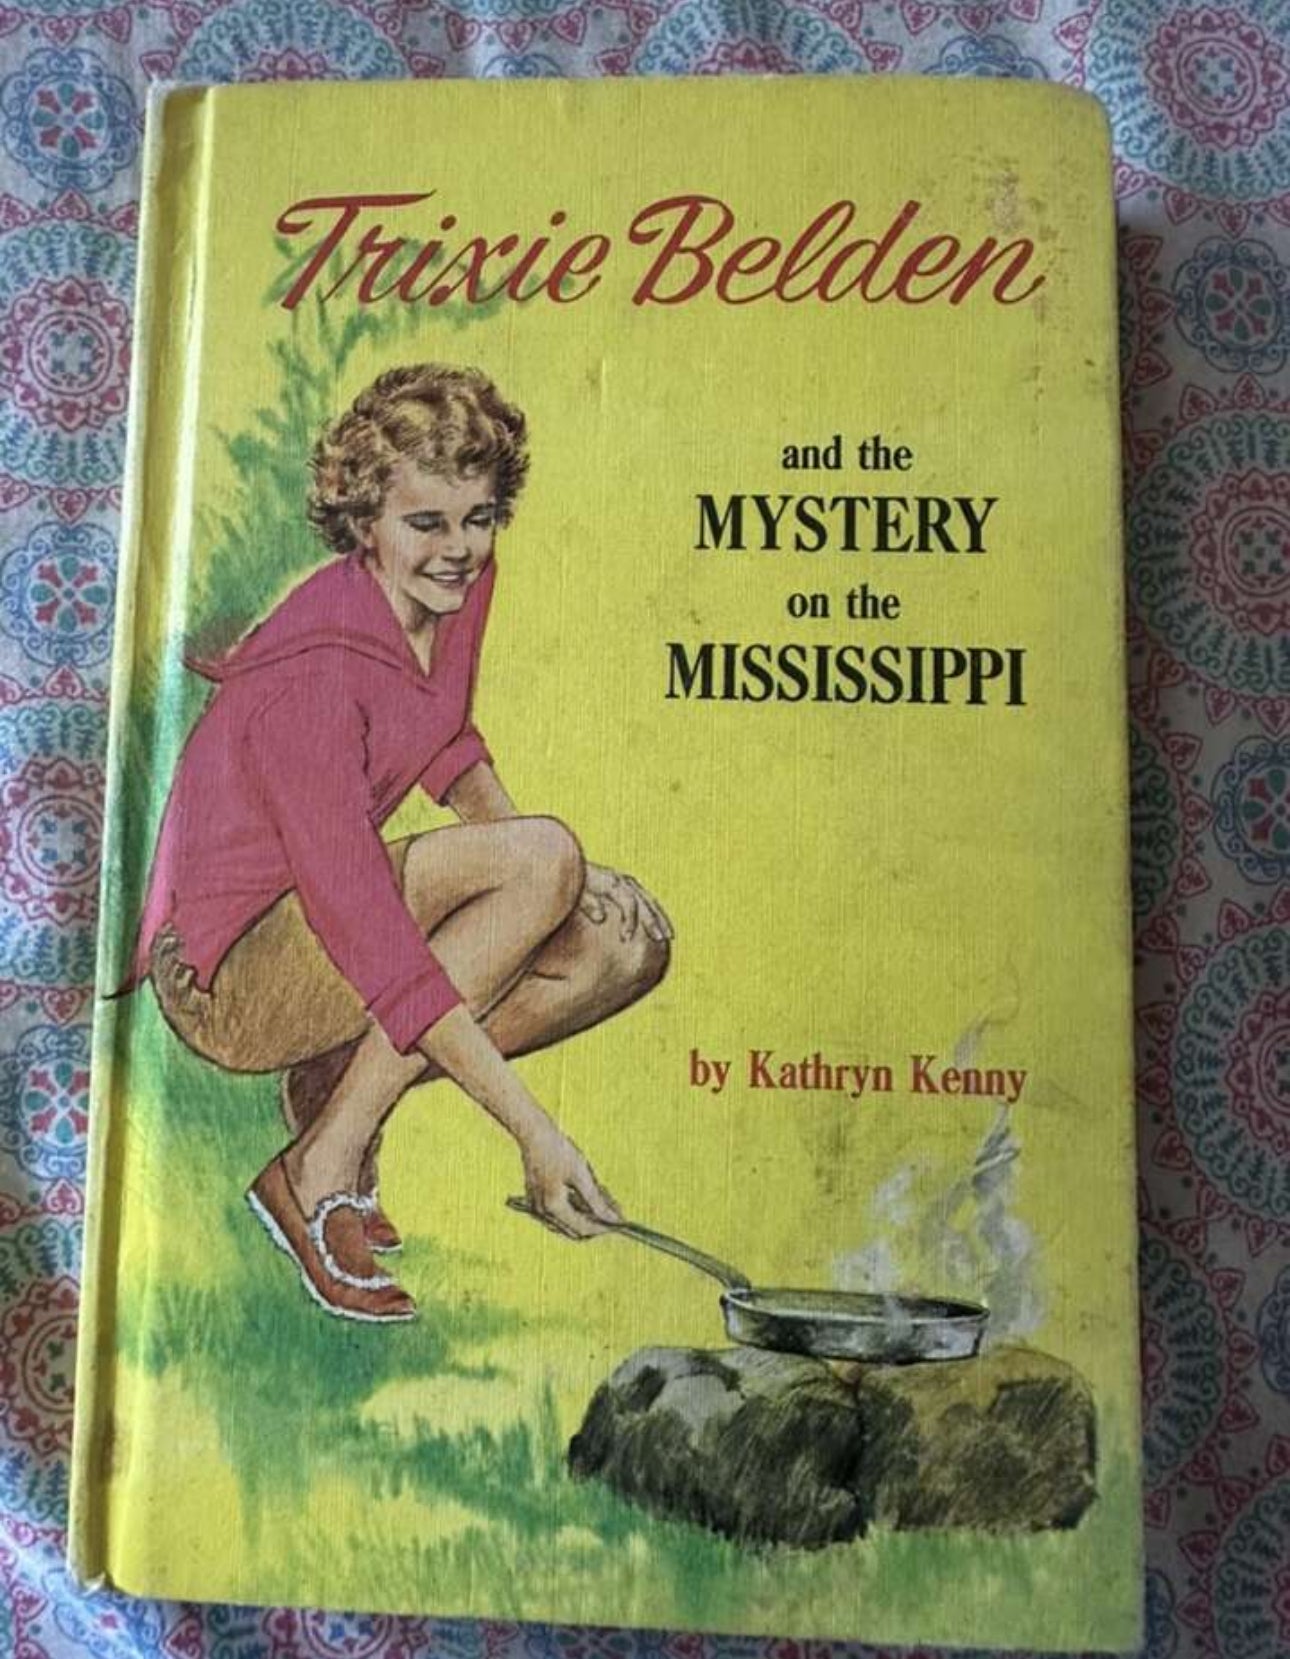 Trixie Belden
and the
MYSTERY
on the
MISSISSIPPI
by Kathryn Kenny